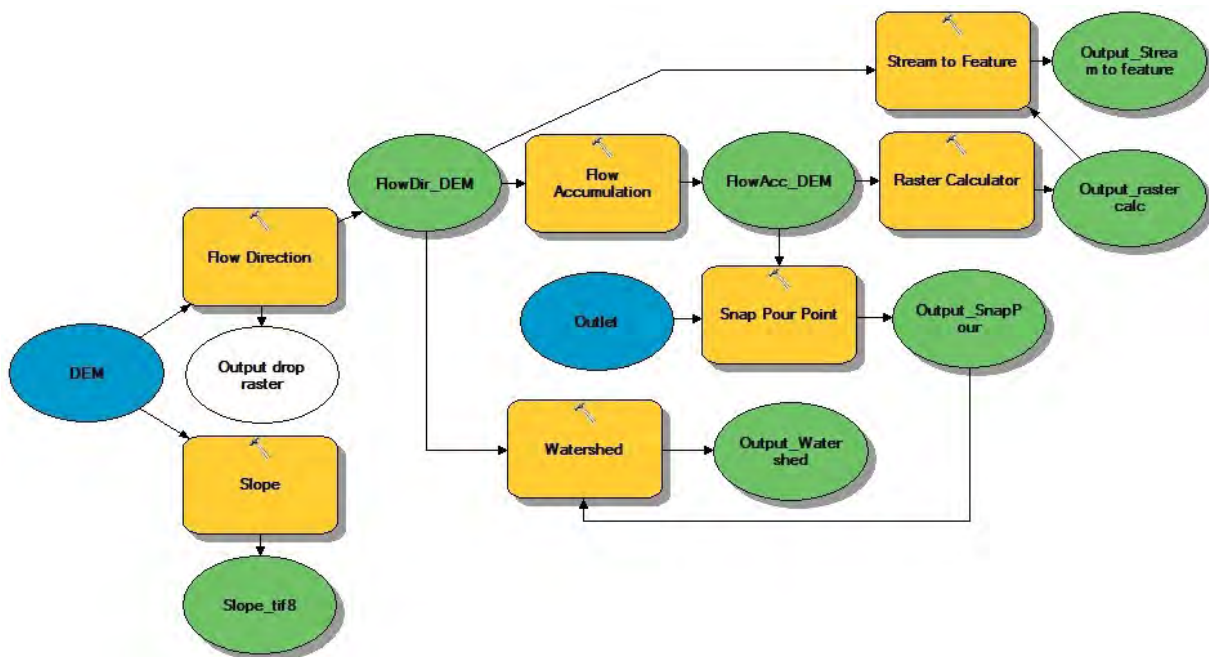 Stream to Feature
Output_Strea
m to feature
FlowDir_DEM
Flow
Accumulation
FlowAcc_DEM
Raster Calculator
Output_raster
calc
Flow Direction
Outlet
Snap Pour Point
Output_SnapP
our
DEM
Output drop
raster
Watershed
Output_Water
shed
Slope
Slope_tif8